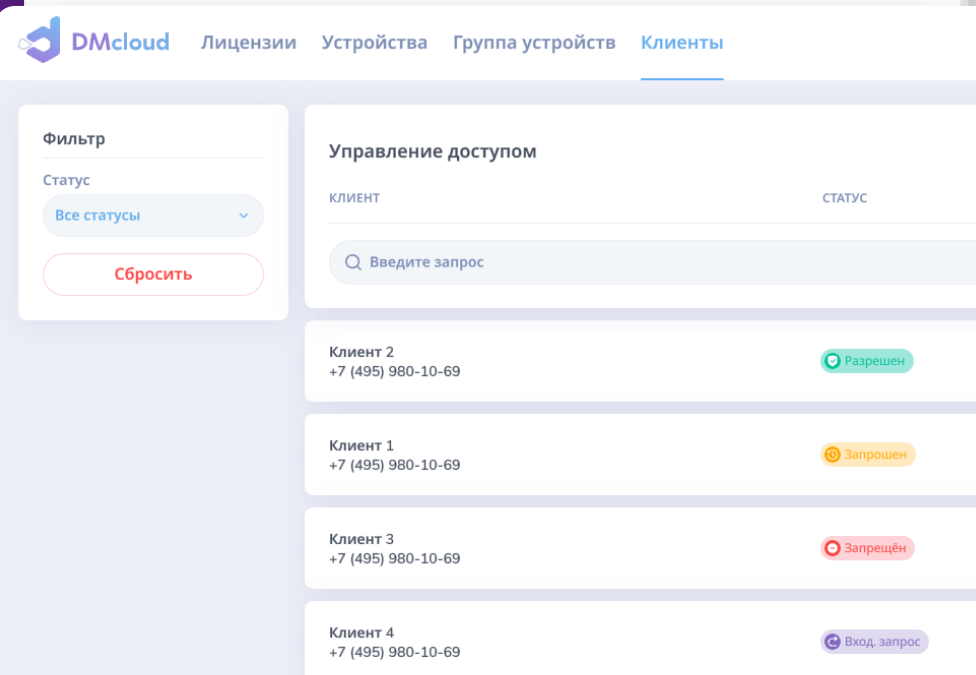 DMcloud Лицензии Устройства Группа устройств Клиенты
Фильтр
Статус
Все статусы
Сбросить
Управление доступом
КЛИЕНТ СТАТУС
Введите запрос
Клиент 2
+7 (495) 980-10-69
Разрешен
Клиент 1
+7 (495) 980-10-69
Запрошен
Клиент 3
+7 (495) 980-10-69
Запрещён
Клиент 4
+7 (495) 980-10-69
Вход. запрос